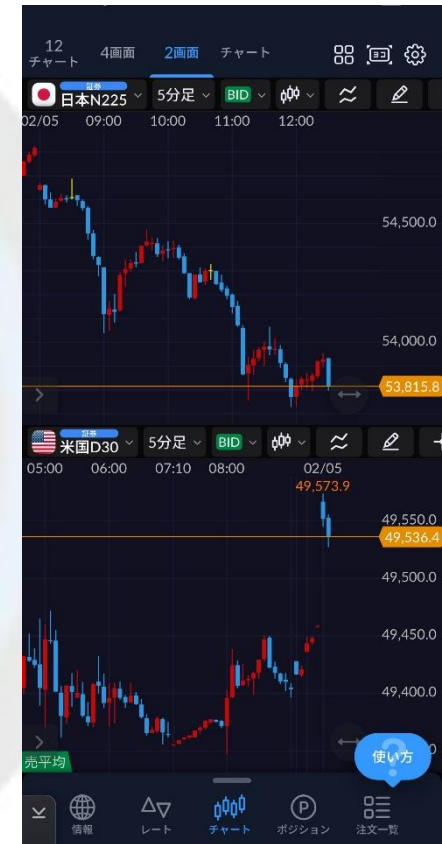 12
チャート
4画面
2画面
チャート
証券
日本N225
5分足
BID
02/05
09:00
10:00
11:00
12:00
54,500.0
54,000.0
53,815.8
証券
米国D30
5分足
BID
05:00
06:00
07:10
08:00
02/05
49,573.9
49,550.0
49,536.4
49,500.0
49,450.0
49,400.0
売平均
?
使い方
情報
レート
チャート
P
ポジション
注文一覧